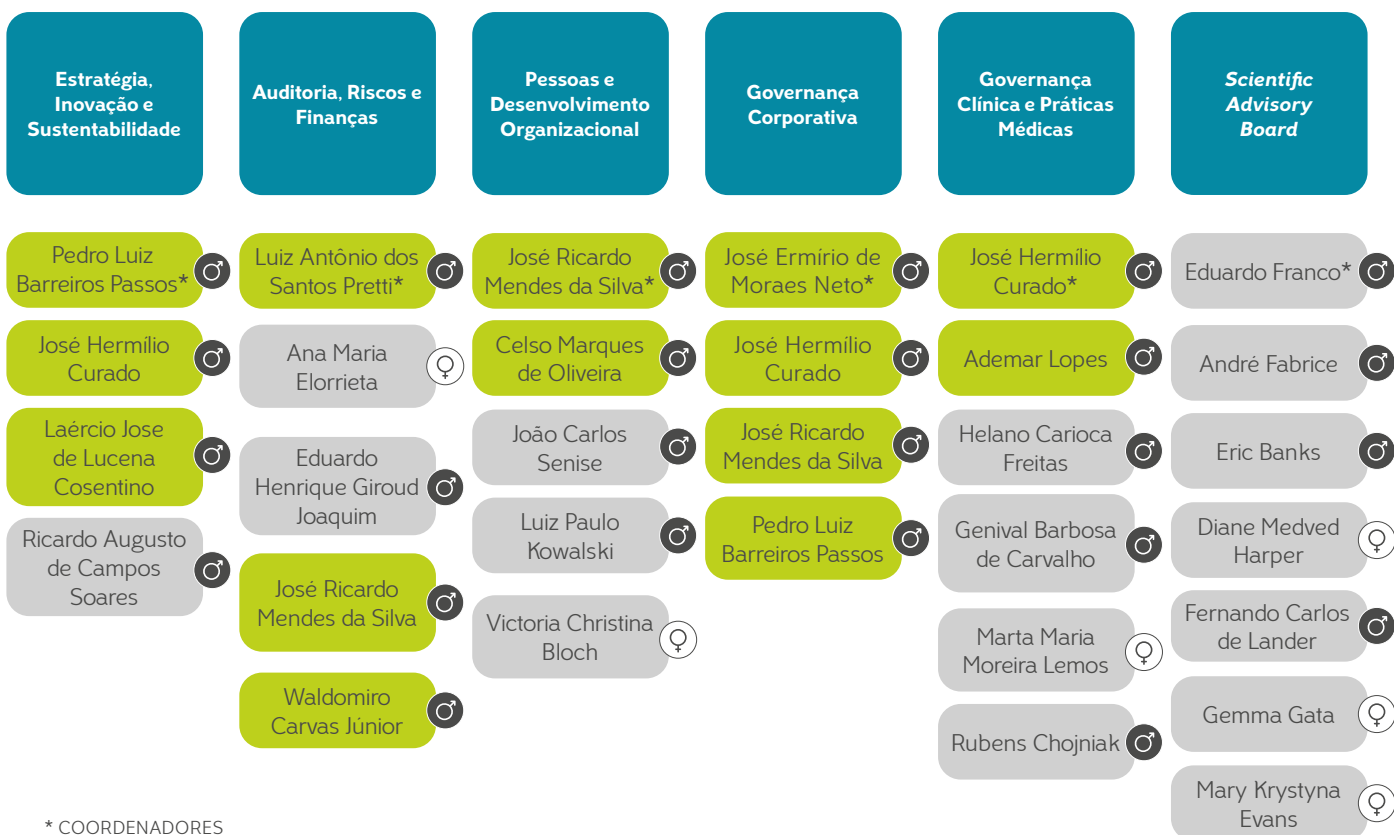 Estratégia,
Inovação e
Sustentabilidade
Auditoria, Riscos e
Finanças
Pessoas e
Desenvolvimento
Organizacional
Governança
Corporativa
Governança
Clínica e Práticas
Médicas
Scientific
Advisory
Board
Pedro Luiz
Barreiros Passos*
José Hermílio
Curado
Laércio Jose
de Lucena
Cosentino
Ricardo Augusto
de Campos
Soares
Luiz Antônio dos
Santos Pretti*
Ana Maria
Elorrieta
Eduardo
Henrique Giroud
Joaquim
José Ricardo
Mendes da Silva
Waldomiro
Carvas Júnior
José Ricardo
Mendes da Silva*
Celso Marques
de Oliveira
João Carlos
Senise
Luiz Paulo
Kowalski
Victoria Christina
Bloch
José Ermírio de
Moraes Neto*
José Hermílio
Curado
José Ricardo
Mendes da Silva
Pedro Luiz
Barreiros Passos
José Hermílio
Curado*
Ademar Lopes
Helano Carioca
Freitas
Genival Barbosa
de Carvalho
Marta Maria
Moreira Lemos
Rubens Chojniak
Eduardo Franco*
André Fabrice
Eric Banks
Diane Medved
Harper
Fernando Carlos
de Lander
Gemma Gata
Mary Krystyna
Evans
* COORDENADORES